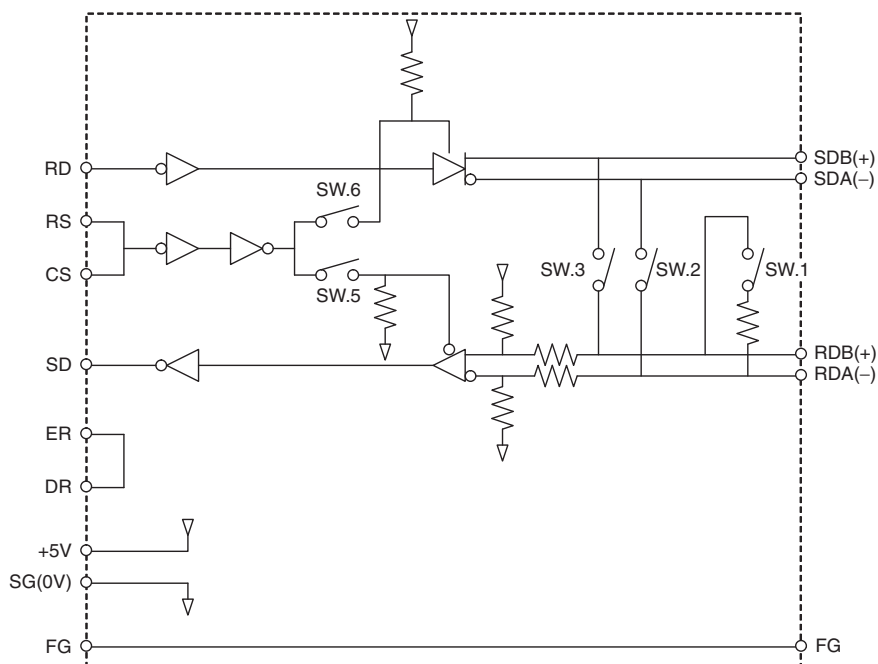 RD
SDB(+)
SDA(−)
RS
SW.6
CS
SW.5
SW.3
SW.2
SW.1
SD
RDB(+)
RDA(−)
ER
DR
+5V
SG(0V)
FG
FG